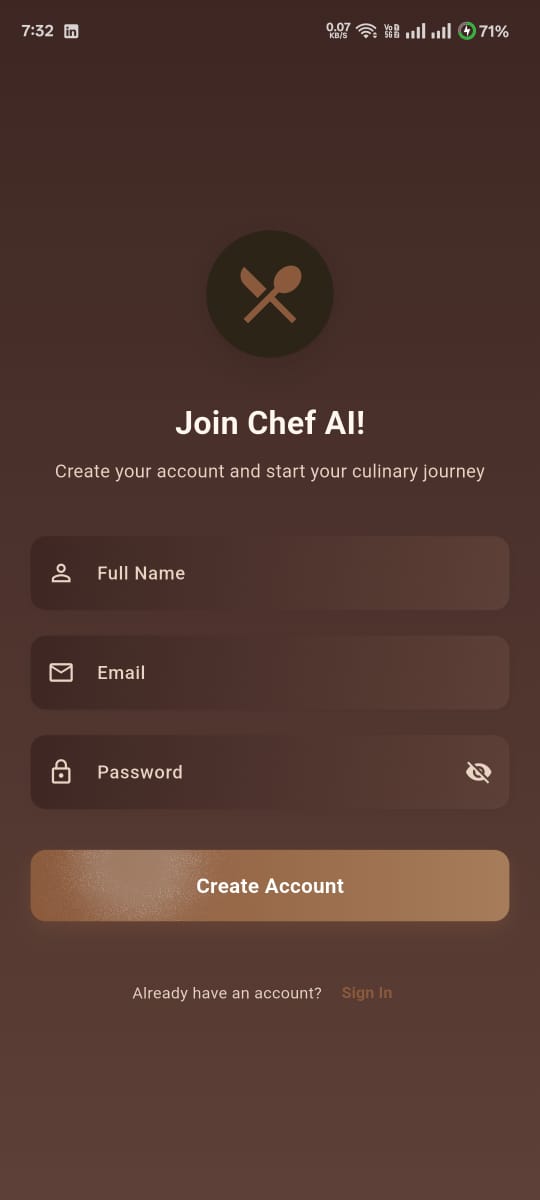 7:32 in 0.07 KB/S Vo 5G 71%
Join Chef AI!
Create your account and start your culinary journey
Full Name
Email
Password
Create Account
Already have an account? Sign In